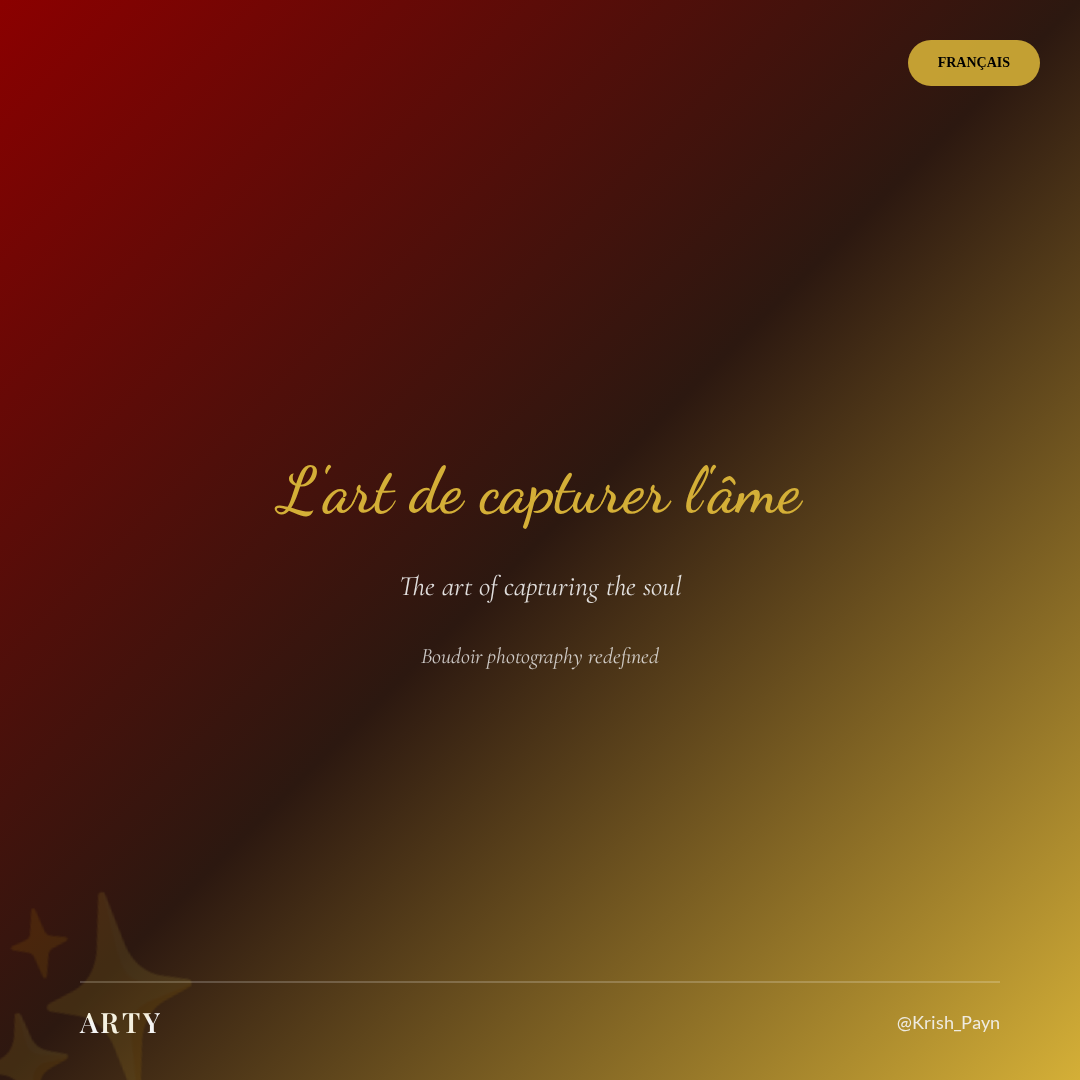 FRANÇAIS
L'art de capturer l'âme
The art of capturing the soul
Boudoir photography redefined
ARTY
@Krish_Payn